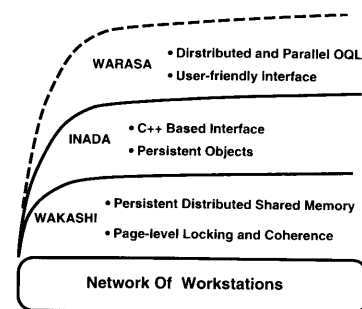 WARASA
• Dirstributed and Parallel OQL
• User-friendly interface
INADA
• C++ Based Interface
• Persistent Objects
WAKASHI
• Persistent Distributed Shared Memory
• Page-level Locking and Coherence
Network Of Workstations